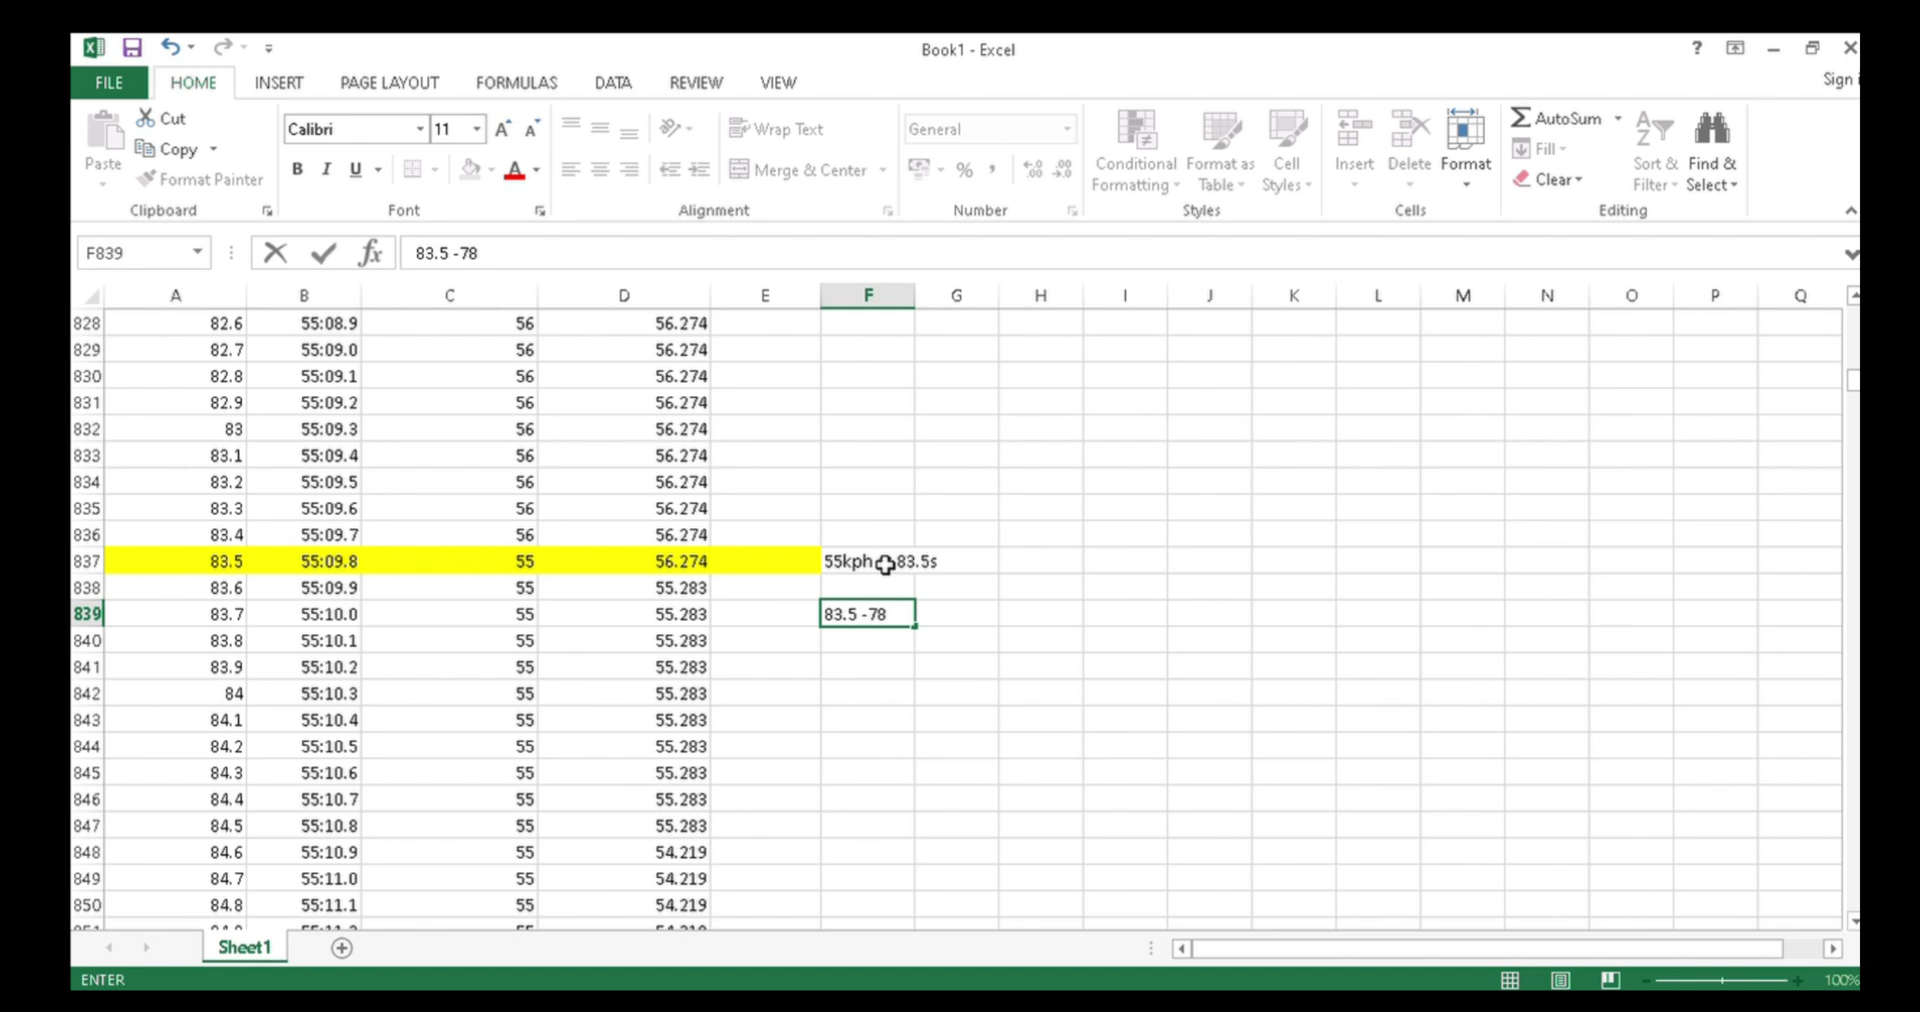 Book1 - Excel
?
Sign i
FILE HOME INSERT PAGE LAYOUT FORMULAS DATA REVIEW VIEW
Paste
Cut
Copy
Format Painter
Clipboard
Calibri 11
B I U
Font
Wrap Text
Merge & Center
Alignment
General
%
Number
Conditional Formatting
Format as Table
Cell Styles
Styles
Insert Delete Format
Cells
AutoSum
Fill
Clear
Sort & Filter
Find & Select
Editing
F839 fx 83.5 -78
A B C D E F G H I J K L M N O P Q
828 82.6 55:08.9 56 56.274
829 82.7 55:09.0 56 56.274
830 82.8 55:09.1 56 56.274
831 82.9 55:09.2 56 56.274
832 83 55:09.3 56 56.274
833 83.1 55:09.4 56 56.274
834 83.2 55:09.5 56 56.274
835 83.3 55:09.6 56 56.274
836 83.4 55:09.7 56 56.274
837 83.5 55:09.8 55 56.274 55kph 83.5s
838 83.6 55:09.9 55 55.283
839 83.7 55:10.0 55 55.283 83.5 -78
840 83.8 55:10.1 55 55.283
841 83.9 55:10.2 55 55.283
842 84 55:10.3 55 55.283
843 84.1 55:10.4 55 55.283
844 84.2 55:10.5 55 55.283
845 84.3 55:10.6 55 55.283
846 84.4 55:10.7 55 55.283
847 84.5 55:10.8 55 55.283
848 84.6 55:10.9 55 54.219
849 84.7 55:11.0 55 54.219
850 84.8 55:11.1 55 54.219
Sheet1
ENTER
100%